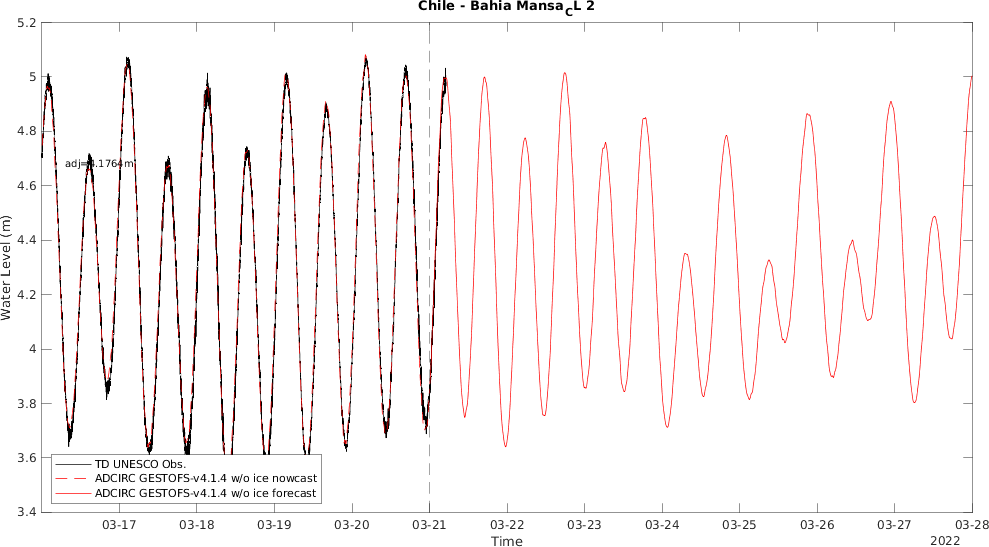 Chile - Bahia Mansa_CL 2
5.2
5
4.8
4.6
4.4
4.2
4
3.8
3.6
3.4
Water Level (m)
adj=4.1764m
TD UNESCO Obs.
ADCIRC GESTOFS-v4.1.4 w/o ice nowcast
ADCIRC GESTOFS-v4.1.4 w/o ice forecast
03-17 03-18 03-19 03-20 03-21 03-22 03-23 03-24 03-25 03-26 03-27 03-28
Time
2022